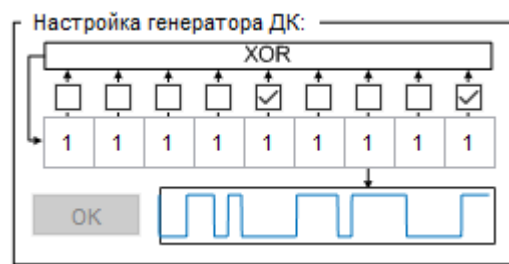 Настройка генератора ДК:
XOR
1 1 1 1 1 1 1 1 1
OK